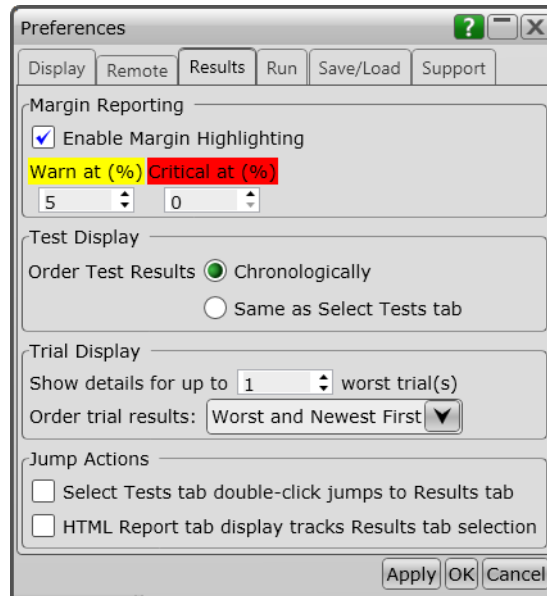 Preferences ?
Display Remote Results Run Save/Load Support
Margin Reporting
Enable Margin Highlighting
Warn at (%) Critical at (%)
5 0
Test Display
Order Test Results Chronologically
Same as Select Tests tab
Trial Display
Show details for up to 1 worst trial(s)
Order trial results: Worst and Newest First
Jump Actions
Select Tests tab double-click jumps to Results tab
HTML Report tab display tracks Results tab selection
Apply OK Cancel